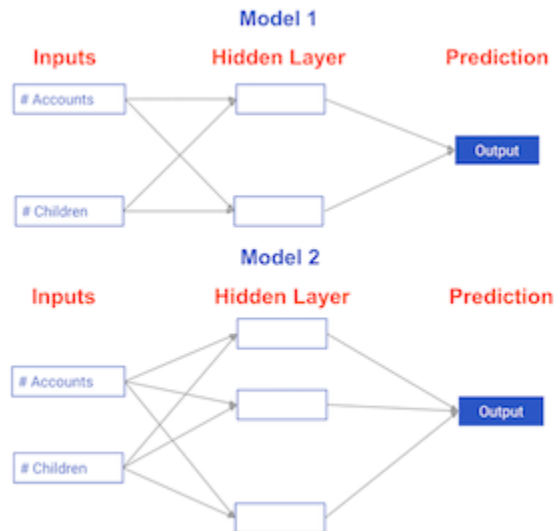 Model 1
Inputs Hidden Layer Prediction
# Accounts
Output
# Children
Model 2
Inputs Hidden Layer Prediction
# Accounts
Output
# Children